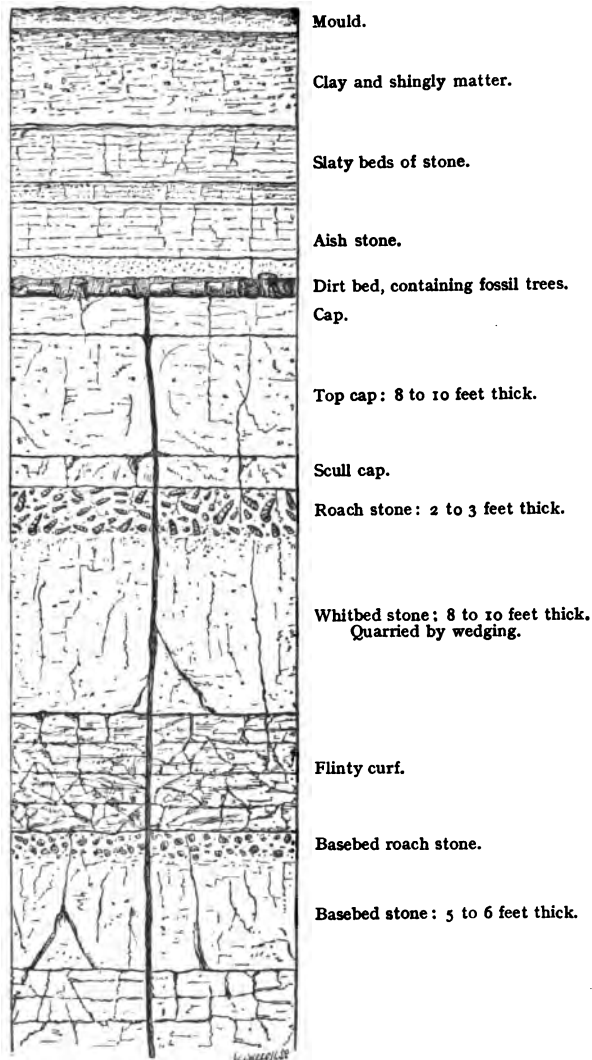 Mould.
Clay and shingly matter.
Slaty beds of stone.
Aish stone.
Dirt bed, containing fossil trees.
Cap.
Top cap: 8 to 10 feet thick.
Scull cap.
Roach stone: 2 to 3 feet thick.
Whitbed stone: 8 to 10 feet thick.
Quarried by wedging.
Flinty curf.
Basebed roach stone.
Basebed stone: 5 to 6 feet thick.